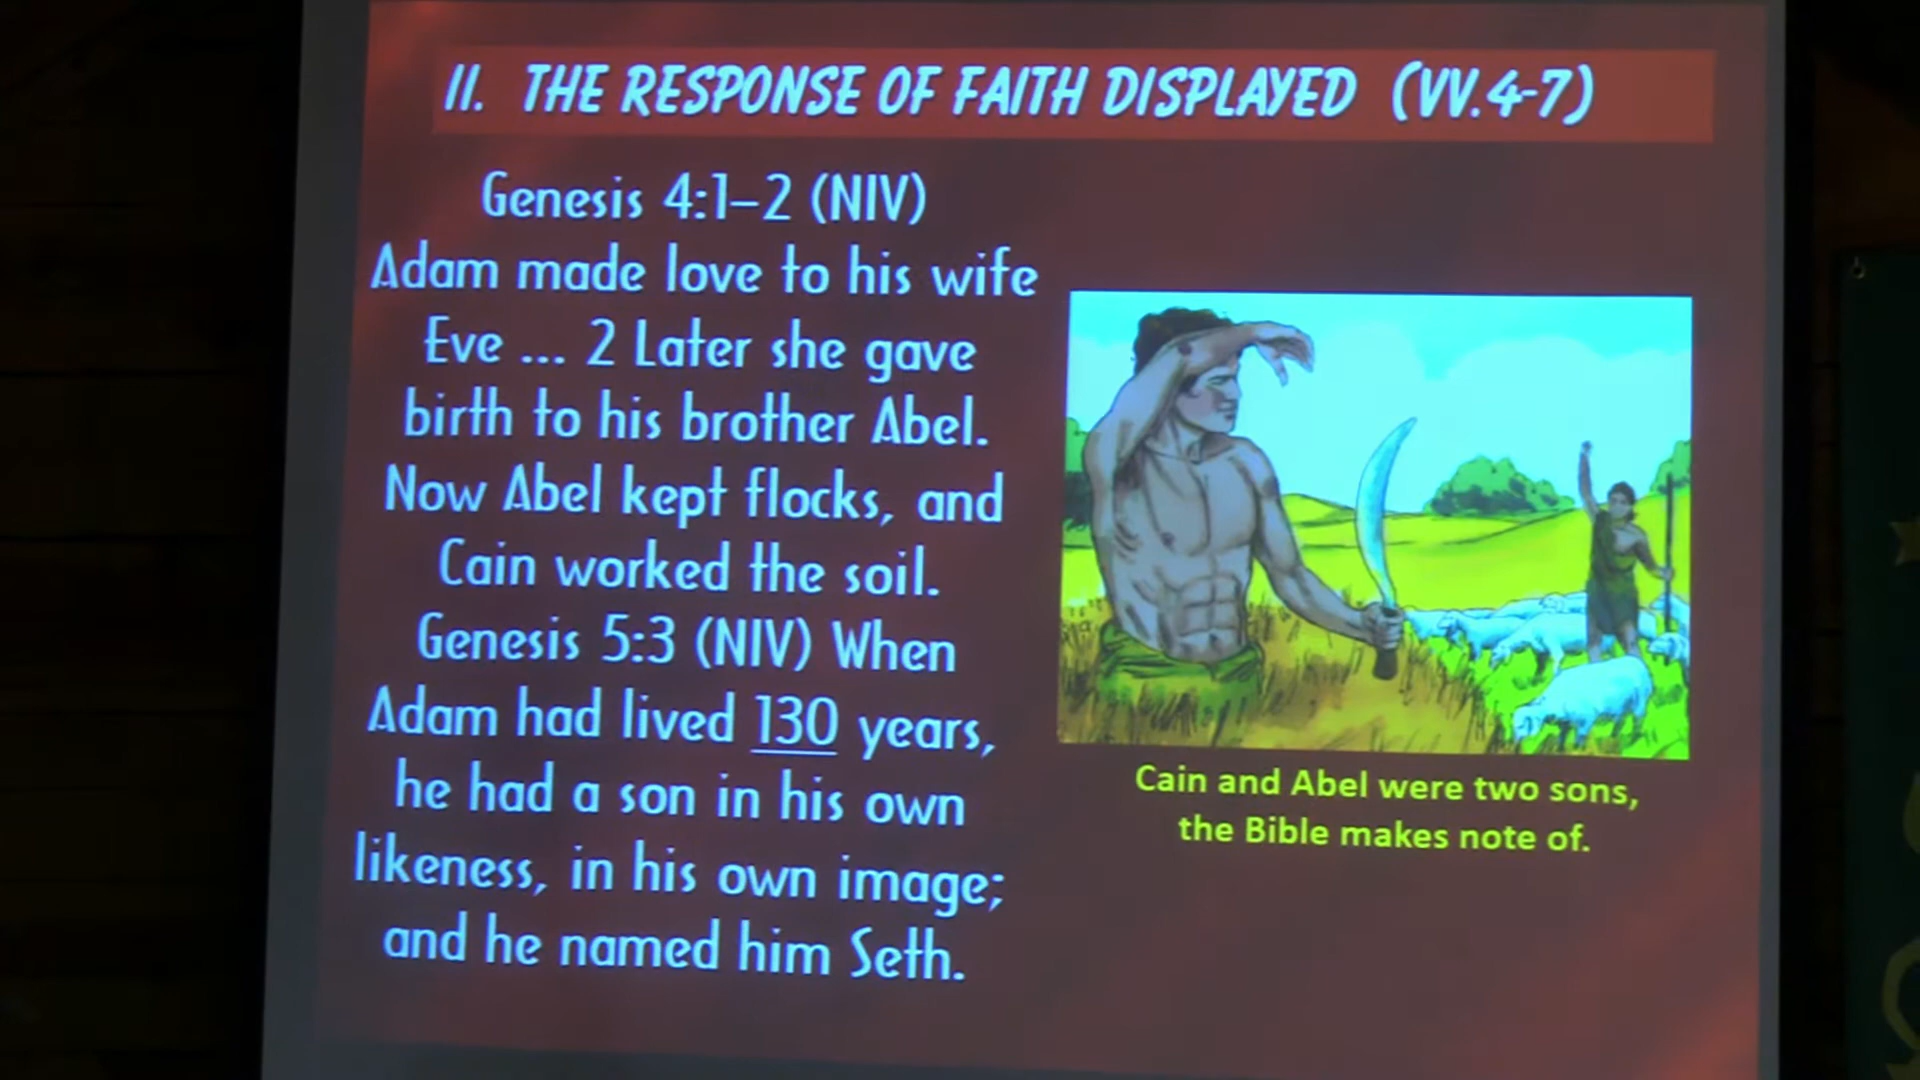 II. THE RESPONSE OF FAITH DISPLAYED (VV.4-7)
Genesis 4:1–2 (NIV)
Adam made love to his wife
Eve ... 2 Later she gave
birth to his brother Abel.
Now Abel kept flocks, and
Cain worked the soil.
Genesis 5:3 (NIV) When
Adam had lived 130 years,
he had a son in his own
likeness, in his own image;
and he named him Seth.
Cain and Abel were two sons,
the Bible makes note of.